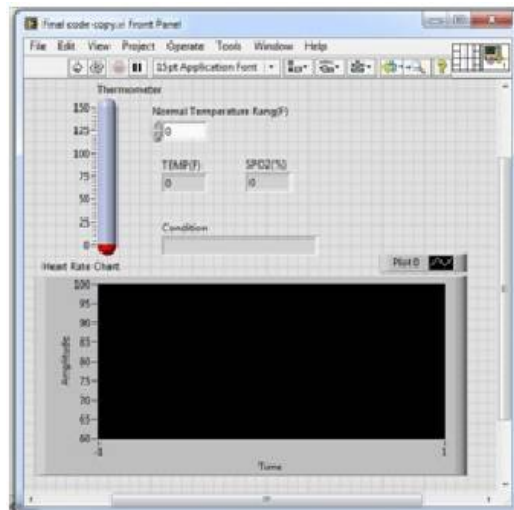 Final code-copy.vi Front Panel
File Edit View Project Operate Tools Window Help
15pt Application Font
Thermometer
150
125
100
75
50
25
0
Normal Temperature Rang(F)
0
TEMP(F) SPO2(%)
0 0
Condition
Heart Rate Chart
Plot 0
Amplitude
100
95
90
85
80
75
70
65
60
1
Time